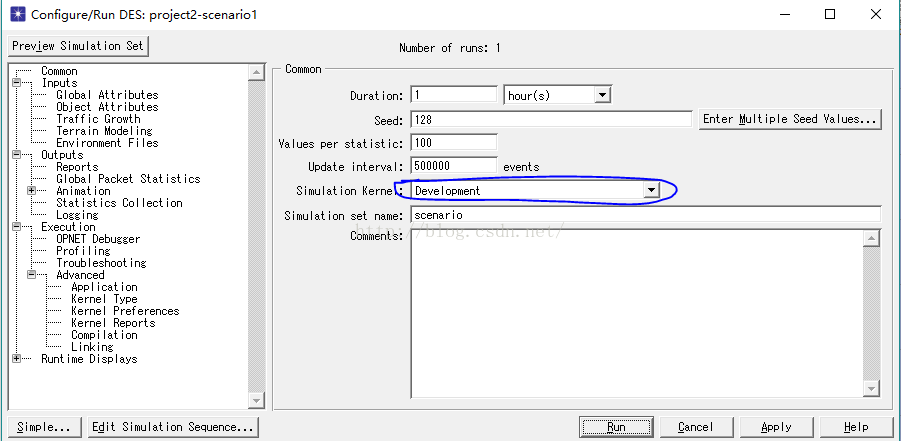 Configure/Run DES: project2-scenario1
Preview Simulation Set
Number of runs: 1
Common
Inputs
Global Attributes
Object Attributes
Traffic Growth
Terrain Modeling
Environment Files
Outputs
Reports
Global Packet Statistics
Animation
Statistics Collection
Logging
Execution
OPNET Debugger
Profiling
Troubleshooting
Advanced
Application
Kernel Type
Kernel Preferences
Kernel Reports
Compilation
Linking
Runtime Displays
Common
Duration: 1 hour(s)
Seed: 128 Enter Multiple Seed Values...
Values per statistic: 100
Update interval: 500000 events
Simulation Kernel: Development
Simulation set name: scenario
http://blog.csdn.net/
Comments:
Simple... Edit Simulation Sequence... Run Cancel Apply Help